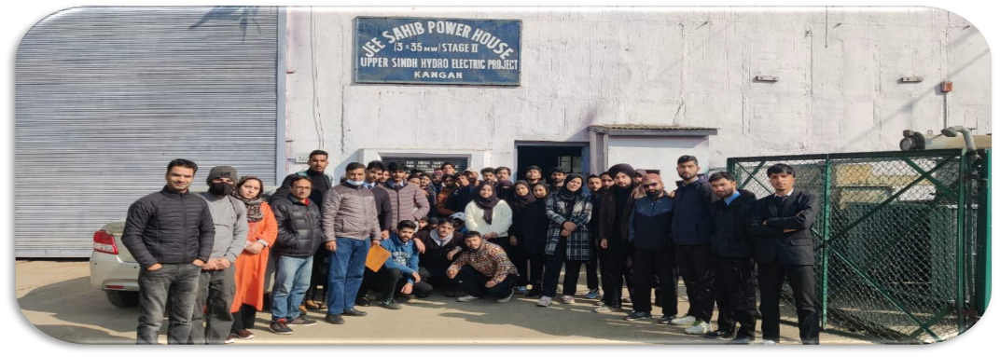 JEE SAHIB POWER HOUSE
(3 x 35 MW) STAGE II
UPPER SINDH HYDRO ELECTRIC PROJECT
KANGAN